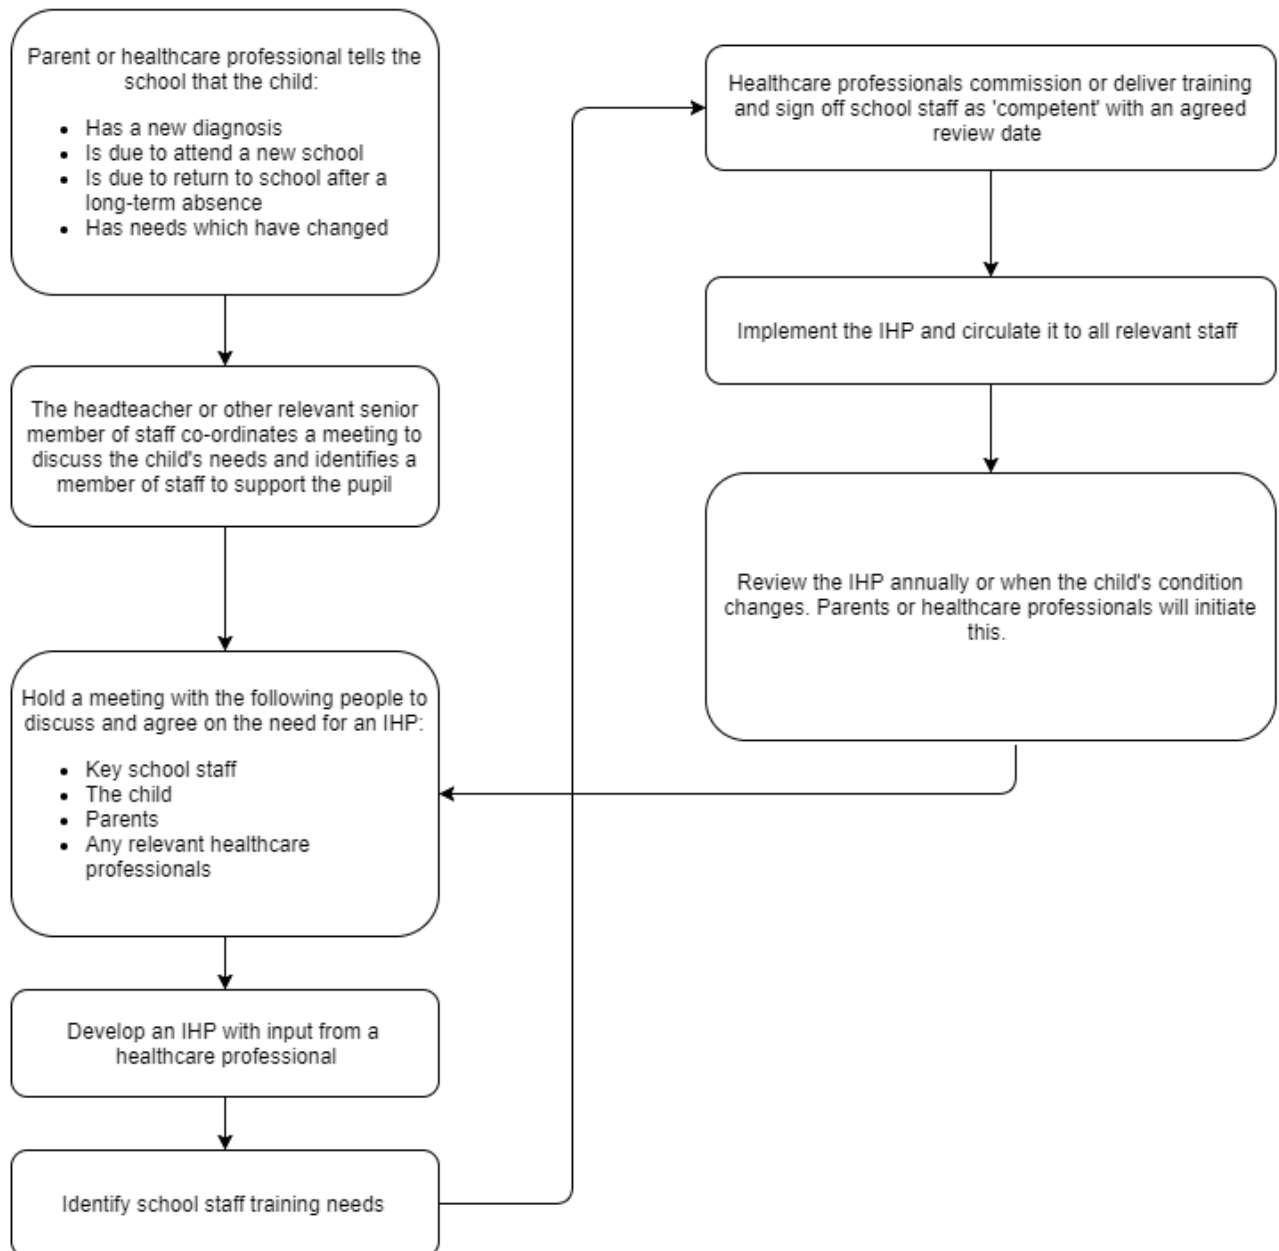 Parent or healthcare professional tells the
school that the child:
• Has a new diagnosis
• Is due to attend a new school
• Is due to return to school after a
long-term absence
• Has needs which have changed
The headteacher or other relevant senior
member of staff co-ordinates a meeting to
discuss the child's needs and identifies a
member of staff to support the pupil
Hold a meeting with the following people to
discuss and agree on the need for an IHP:
• Key school staff
• The child
• Parents
• Any relevant healthcare
professionals
Develop an IHP with input from a
healthcare professional
Identify school staff training needs
Healthcare professionals commission or deliver training
and sign off school staff as 'competent' with an agreed
review date
Implement the IHP and circulate it to all relevant staff
Review the IHP annually or when the child's condition
changes. Parents or healthcare professionals will initiate
this.